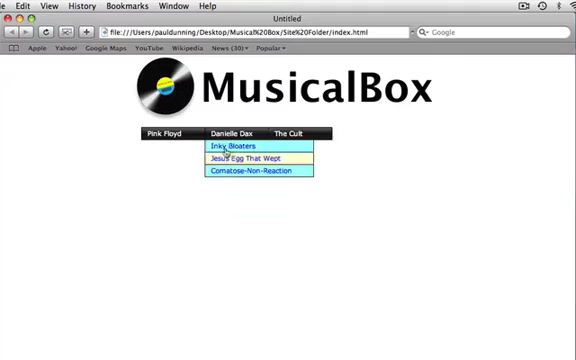 Edit View History Bookmarks Window Help
Untitled
file:///Users/pauldunning/Desktop/Musical%20Box/Site%20Folder/index.html
Google
Apple Yahoo! Google Maps YouTube Wikipedia News (30) Popular
MusicalBox
Pink Floyd Danielle Dax The Cult
Inky Bloaters
Jesus Egg That Wept
Comatose-Non-Reaction